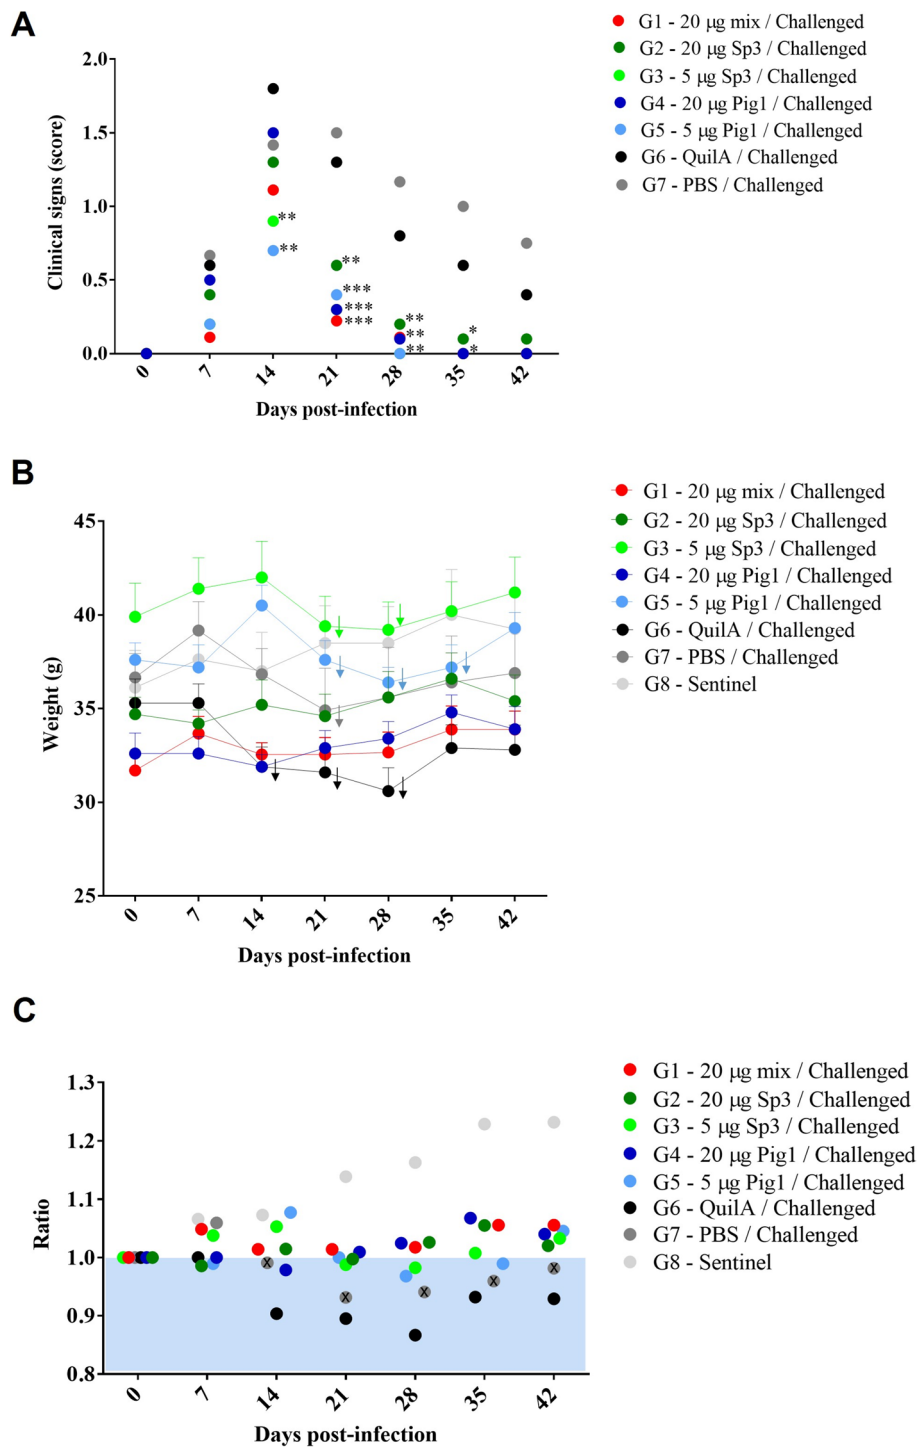 A
G1 - 20 µg mix / Challenged
G2 - 20 µg Sp3 / Challenged
G3 - 5 µg Sp3 / Challenged
G4 - 20 µg Pig1 / Challenged
G5 - 5 µg Pig1 / Challenged
G6 - QuilA / Challenged
G7 - PBS / Challenged
Clinical signs (score)
2.0
1.5
1.0
0.5
0.0
**
**
**
***
***
***
**
**
**
*
*
0 7 14 21 28 35 42
Days post-infection
B
G1 - 20 µg mix / Challenged
G2 - 20 µg Sp3 / Challenged
G3 - 5 µg Sp3 / Challenged
G4 - 20 µg Pig1 / Challenged
G5 - 5 µg Pig1 / Challenged
G6 - QuilA / Challenged
G7 - PBS / Challenged
G8 - Sentinel
Weight (g)
45
40
35
30
25
0 7 14 21 28 35 42
Days post-infection
C
G1 - 20 µg mix / Challenged
G2 - 20 µg Sp3 / Challenged
G3 - 5 µg Sp3 / Challenged
G4 - 20 µg Pig1 / Challenged
G5 - 5 µg Pig1 / Challenged
G6 - QuilA / Challenged
G7 - PBS / Challenged
G8 - Sentinel
Ratio
1.3
1.2
1.1
1.0
0.9
0.8
X
X
X
X
X
0 7 14 21 28 35 42
Days post-infection